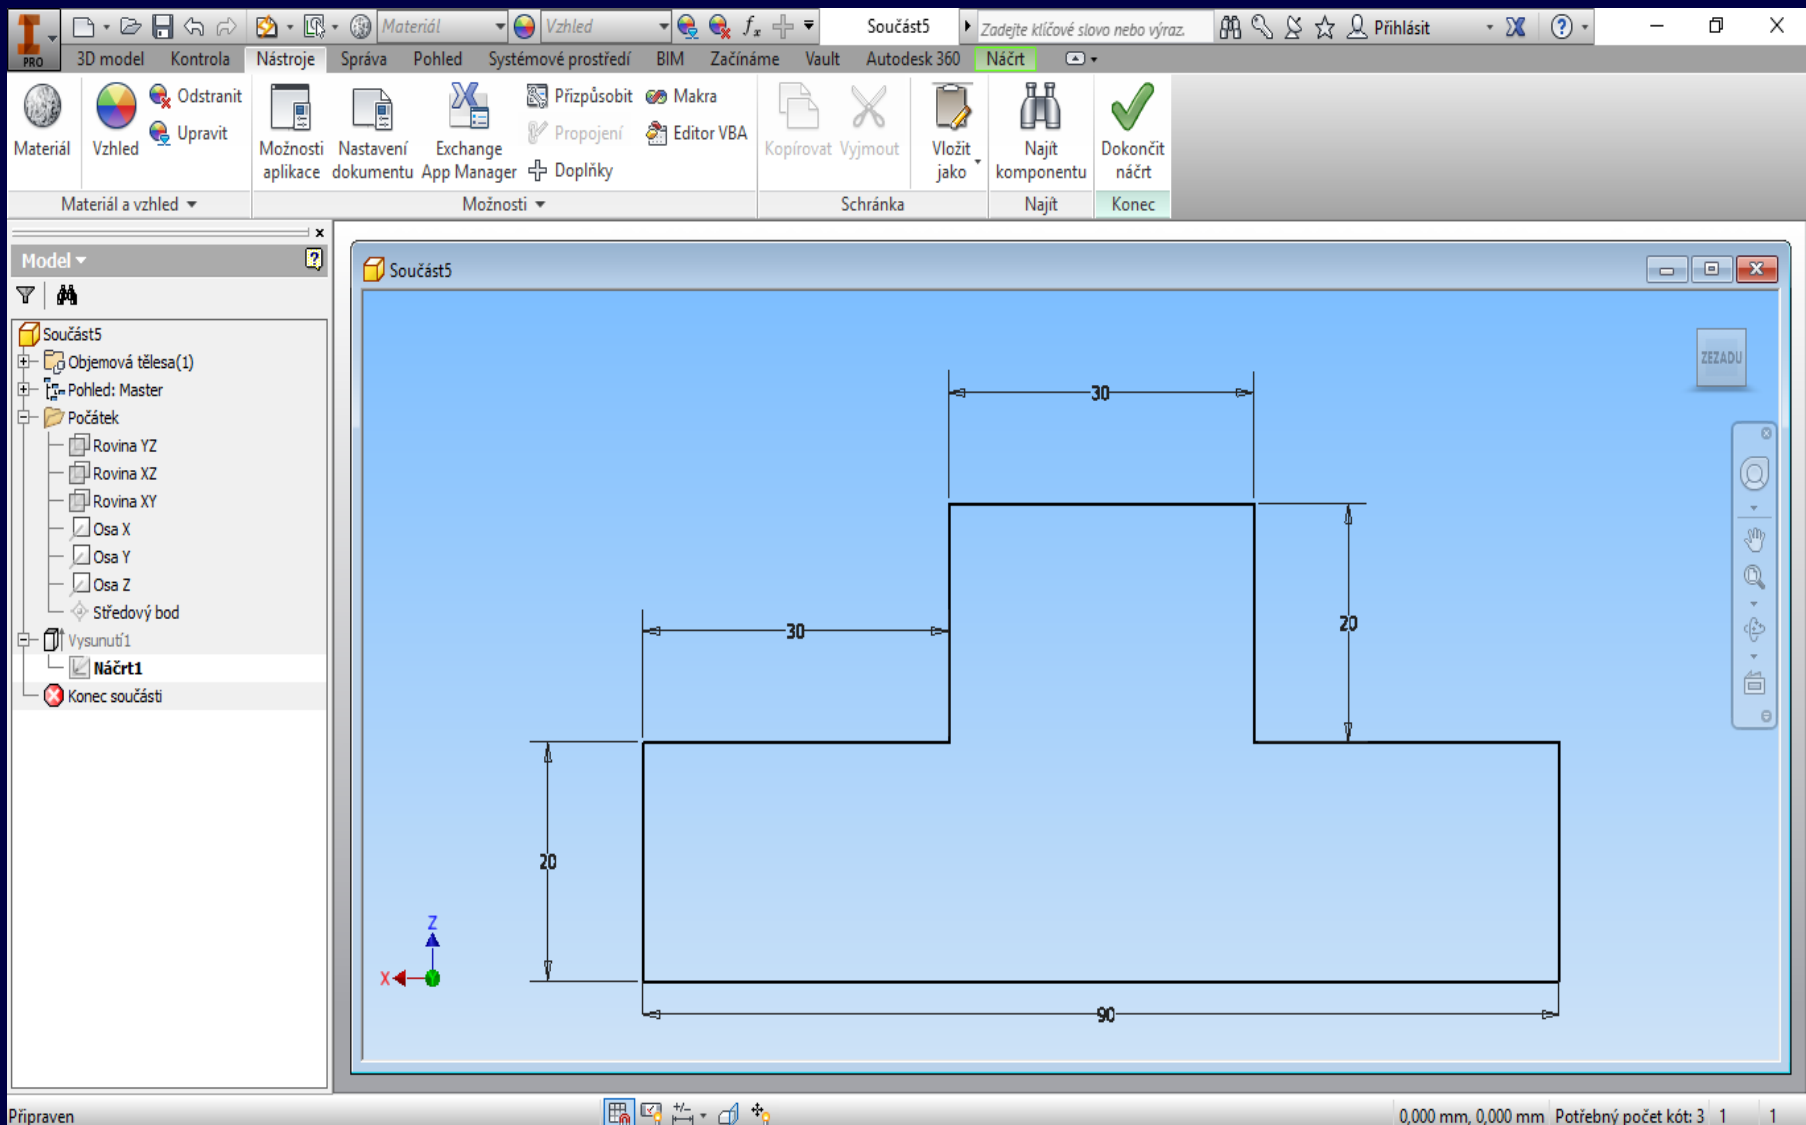 Materiál Vzhled fx Součást5 Zadejte klíčové slovo nebo výraz. Přihlásit
PRO 3D model Kontrola Nástroje Správa Pohled Systémové prostředí BIM Začínáme Vault Autodesk 360 Náčrt
Materiál
Vzhled
Odstranit
Upravit
Možnosti
aplikace
Nastavení
dokumentu
Exchange
App Manager
Přizpůsobit
Propojení
Doplňky
Makra
Editor VBA
Kopírovat
Vyjmout
Vložit
jako
Najít
komponentu
Dokončit
náčrt
Materiál a vzhled Možnosti Schránka Najít Konec
Model
Součást5
Objemová tělesa(1)
Pohled: Master
Počátek
Rovina YZ
Rovina XZ
Rovina XY
Osa X
Osa Y
Osa Z
Středový bod
Vysunutí1
Náčrt1
Konec součásti
Součást5
ZEZADU
30
30
20
20
90
Z
X
Připraven
0,000 mm, 0,000 mm Potřebný počet kót: 3 1 1